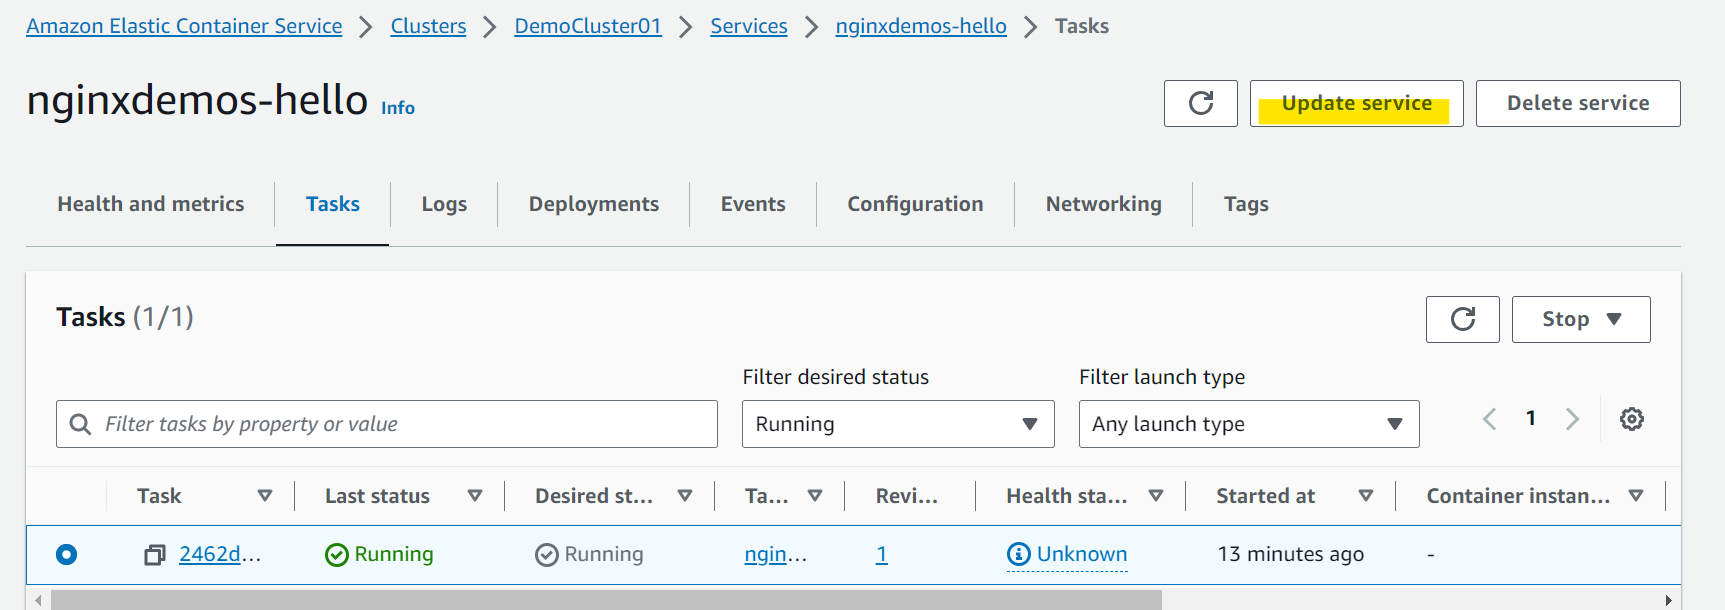 Amazon Elastic Container Service > Clusters > DemoCluster01 > Services > nginxdemos-hello > Tasks
nginxdemos-hello Info
Update service
Delete service
Health and metrics
Tasks
Logs
Deployments
Events
Configuration
Networking
Tags
Tasks (1/1)
Stop
Filter desired status
Filter launch type
Filter tasks by property or value
Running
Any launch type
1
Task Last status Desired st... Ta... Revi... Health sta... Started at Container instan...
2462d... Running Running ngin... 1 Unknown 13 minutes ago -